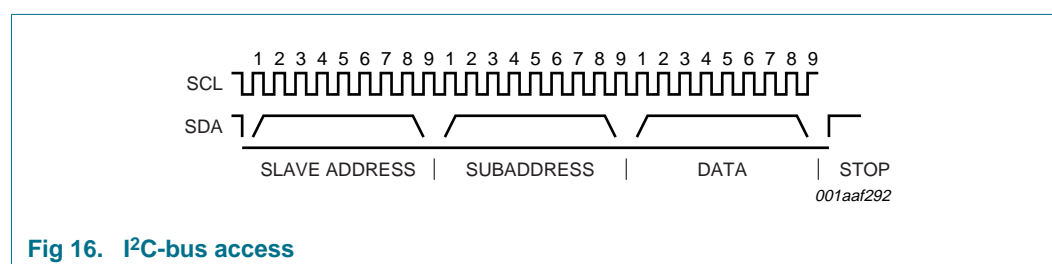 1 2 3 4 5 6 7 8 9 1 2 3 4 5 6 7 8 9 1 2 3 4 5 6 7 8 9
SCL
SDA
SLAVE ADDRESS | SUBADDRESS | DATA | STOP
001aaf292
Fig 16. I²C-bus access